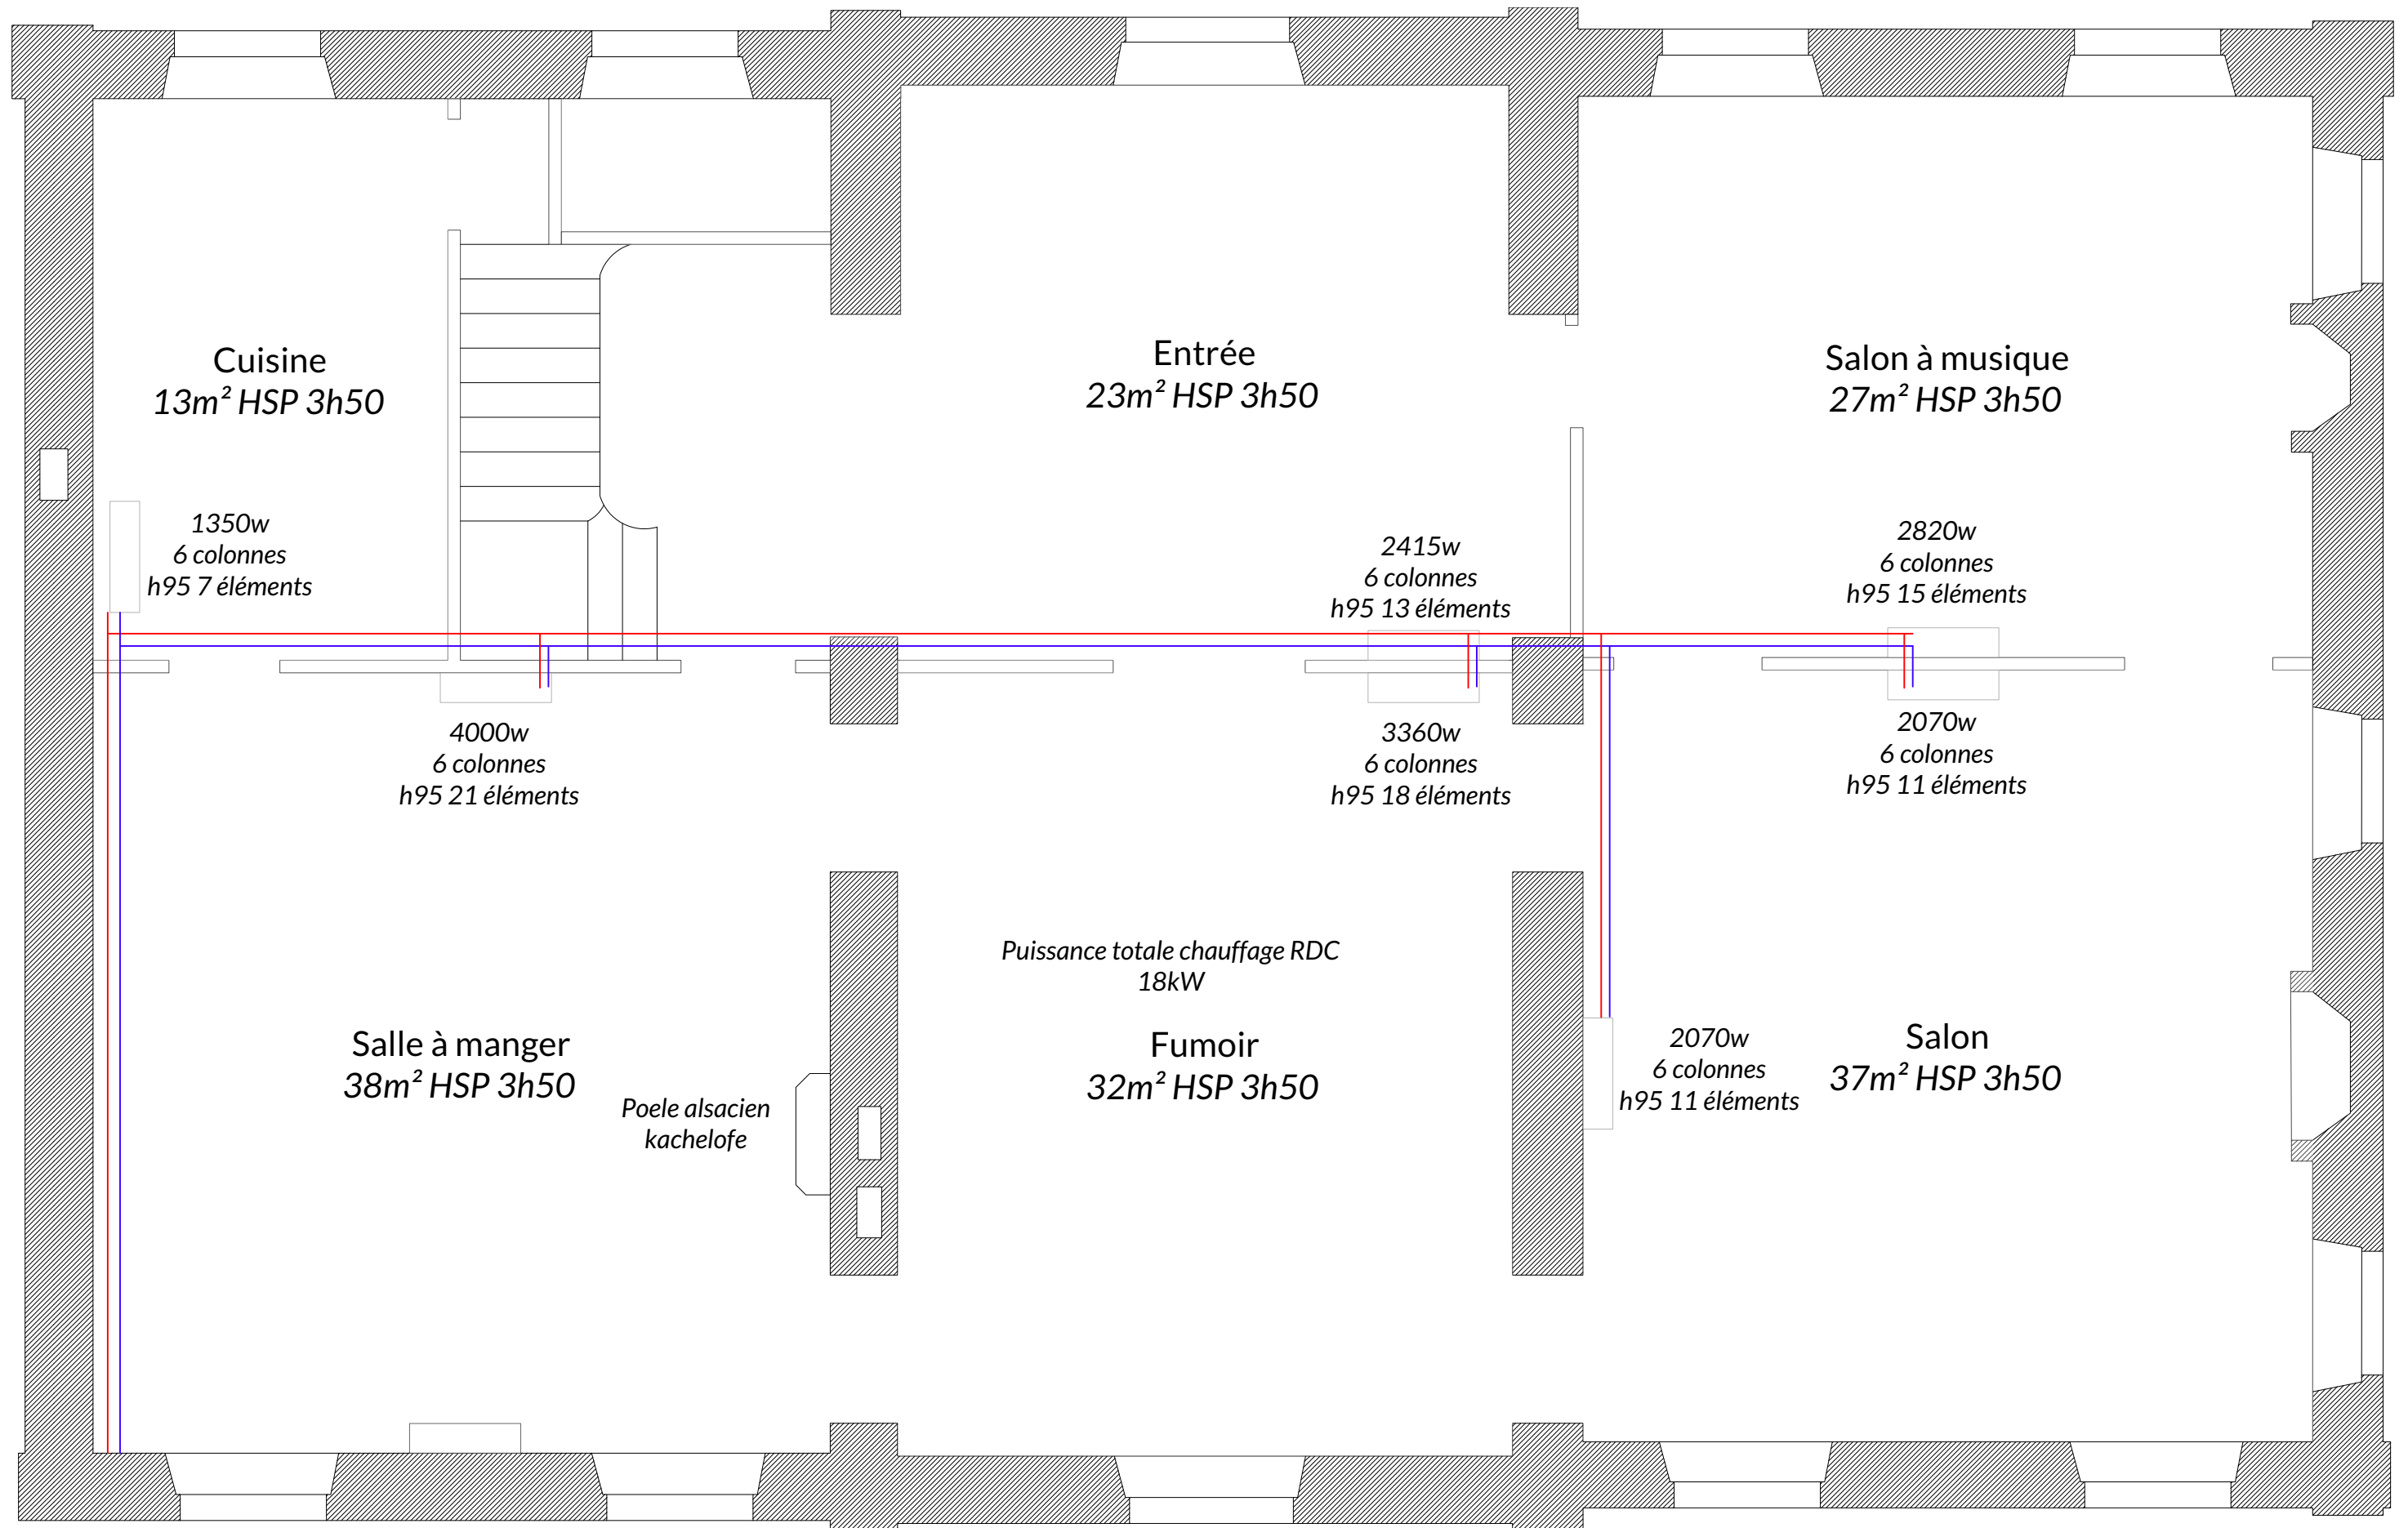 Cuisine
13m² HSP 3h50
Entrée
23m² HSP 3h50
Salon à musique
27m² HSP 3h50
1350w
6 colonnes
h95 7 éléments
2415w
6 colonnes
h95 13 éléments
2820w
6 colonnes
h95 15 éléments
4000w
6 colonnes
h95 21 éléments
3360w
6 colonnes
h95 18 éléments
2070w
6 colonnes
h95 11 éléments
Puissance totale chauffage RDC
18kW
Salle à manger
38m² HSP 3h50
Poele alsacien
kachelofe
Fumoir
32m² HSP 3h50
2070w
6 colonnes
h95 11 éléments
Salon
37m² HSP 3h50